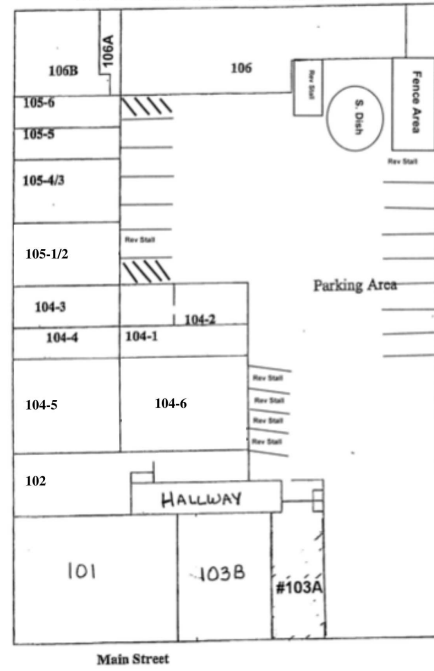 106A
106B
106
Rev Stall
S. Dish
Fence Area
105-6
105-5
Rev Stall
105-4/3
Rev Stall
105-1/2
Parking Area
104-3
104-2
104-4
104-1
Rev Stall
104-5
104-6
Rev Stall
Rev Stall
Rev Stall
102
HALLWAY
101
103B
#103A
Main Street